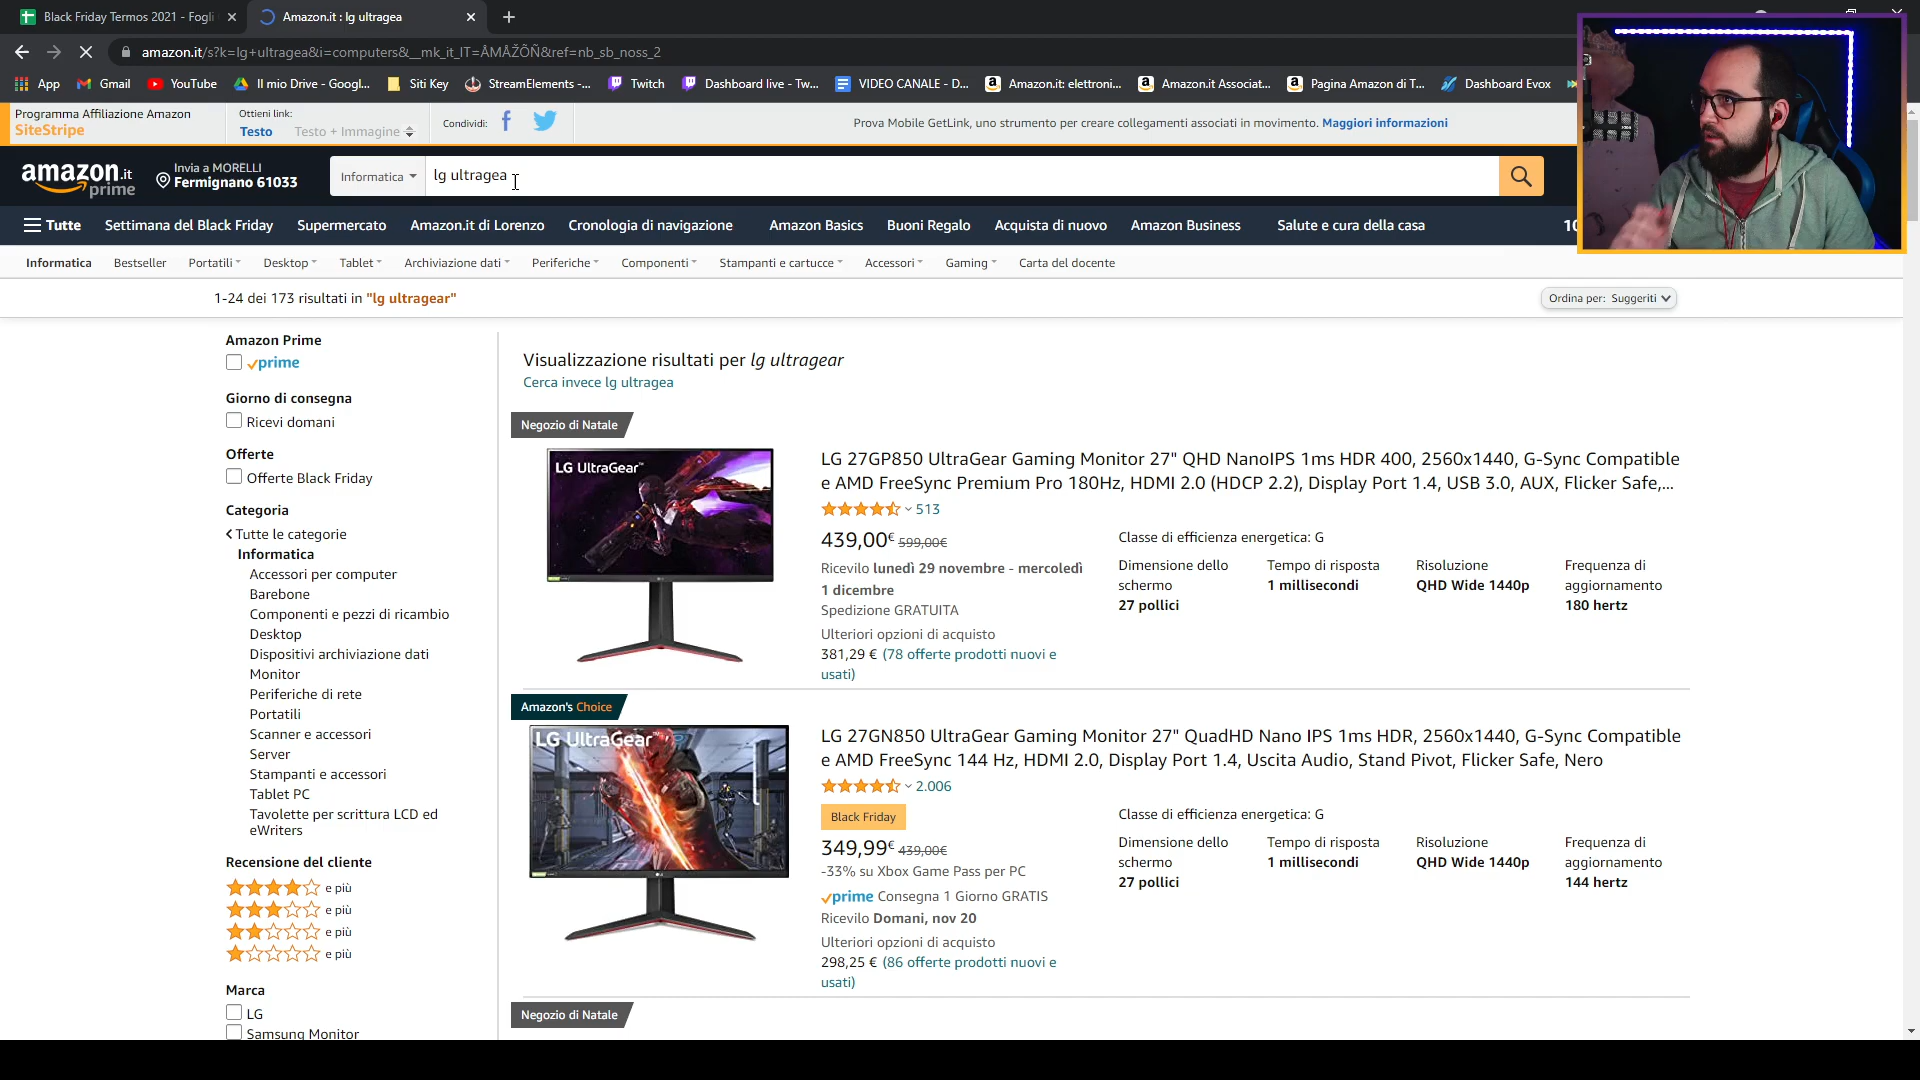 Black Friday Termos 2021 - Fogli
Amazon.it : lg ultragea
amazon.it/s?k=lg+ultragea&i=computers&__mk_it_IT=ÅMÅŽÕÑ&ref=nb_sb_noss_2
App
Gmail
YouTube
Il mio Drive - Googl...
Siti Key
StreamElements -...
Twitch
Dashboard live - Tw...
VIDEO CANALE - D...
Amazon.it: elettroni...
Amazon.it Associat...
Pagina Amazon di T...
Dashboard Evox
Programma Affiliazione Amazon
SiteStripe
Ottieni link:
Testo
Testo + Immagine
Condividi:
Prova Mobile GetLink, uno strumento per creare collegamenti associati in movimento. Maggiori informazioni
amazon.it
prime
Invia a MORELLI
Fermignano 61033
Informatica
lg ultragea
Tutte
Settimana del Black Friday
Supermercato
Amazon.it di Lorenzo
Cronologia di navigazione
Amazon Basics
Buoni Regalo
Acquista di nuovo
Amazon Business
Salute e cura della casa
Informatica
Bestseller
Portatili
Desktop
Tablet
Archiviazione dati
Periferiche
Componenti
Stampanti e cartucce
Accessori
Gaming
Carta del docente
1-24 dei 173 risultati in "lg ultragear"
Ordina per: Suggeriti
Amazon Prime
prime
Giorno di consegna
Ricevi domani
Offerte
Offerte Black Friday
Categoria
Tutte le categorie
Informatica
Accessori per computer
Barebone
Componenti e pezzi di ricambio
Desktop
Dispositivi archiviazione dati
Monitor
Periferiche di rete
Portatili
Scanner e accessori
Server
Stampanti e accessori
Tablet PC
Tavolette per scrittura LCD ed
eWriters
Recensione del cliente
e più
e più
e più
e più
Marca
LG
Samsung Monitor
Visualizzazione risultati per lg ultragear
Cerca invece lg ultragea
Negozio di Natale
LG UltraGear™
LG 27GP850 UltraGear Gaming Monitor 27" QHD NanoIPS 1ms HDR 400, 2560x1440, G-Sync Compatible
e AMD FreeSync Premium Pro 180Hz, HDMI 2.0 (HDCP 2.2), Display Port 1.4, USB 3.0, AUX, Flicker Safe,...
513
439,00€ 599,00€
Ricevilo lunedì 29 novembre - mercoledì
1 dicembre
Spedizione GRATUITA
Ulteriori opzioni di acquisto
381,29 € (78 offerte prodotti nuovi e
usati)
Classe di efficienza energetica: G
Dimensione dello
schermo
27 pollici
Tempo di risposta
1 millisecondi
Risoluzione
QHD Wide 1440p
Frequenza di
aggiornamento
180 hertz
Amazon's Choice
LG UltraGear™
LG 27GN850 UltraGear Gaming Monitor 27" QuadHD Nano IPS 1ms HDR, 2560x1440, G-Sync Compatible
e AMD FreeSync 144 Hz, HDMI 2.0, Display Port 1.4, Uscita Audio, Stand Pivot, Flicker Safe, Nero
2.006
Black Friday
349,99€ 439,00€
-33% su Xbox Game Pass per PC
prime Consegna 1 Giorno GRATIS
Ricevilo Domani, nov 20
Ulteriori opzioni di acquisto
298,25 € (86 offerte prodotti nuovi e
usati)
Classe di efficienza energetica: G
Dimensione dello
schermo
27 pollici
Tempo di risposta
1 millisecondi
Risoluzione
QHD Wide 1440p
Frequenza di
aggiornamento
144 hertz
Negozio di Natale